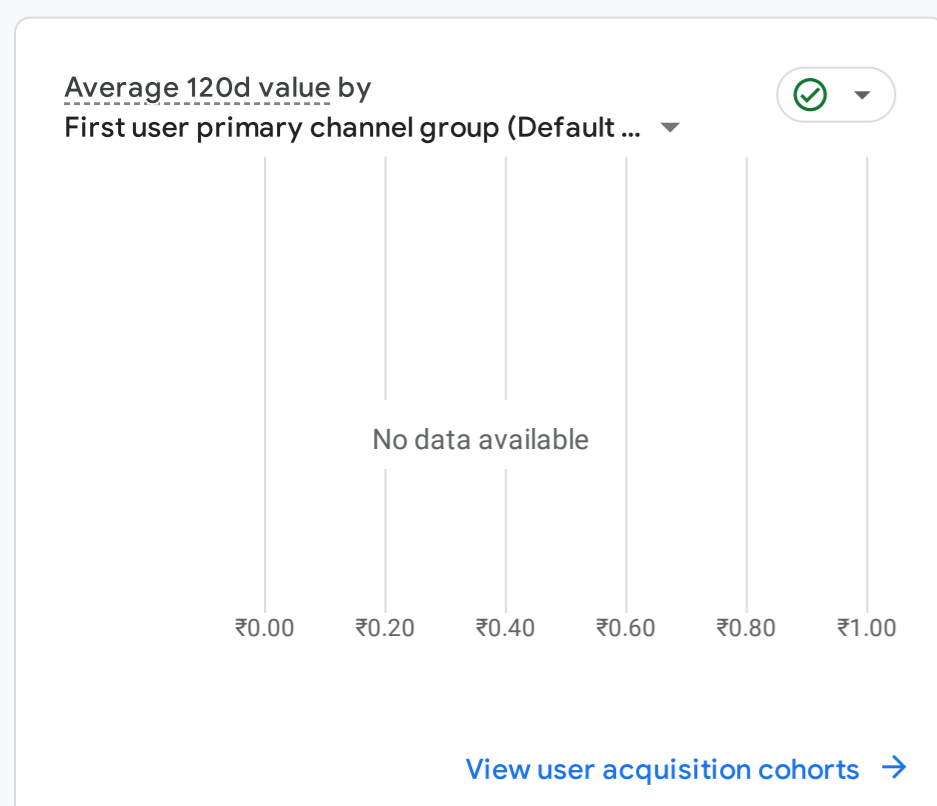 Average 120d value by
First user primary channel group (Default ...
No data available
₹0.00 ₹0.20 ₹0.40 ₹0.60 ₹0.80 ₹1.00
View user acquisition cohorts